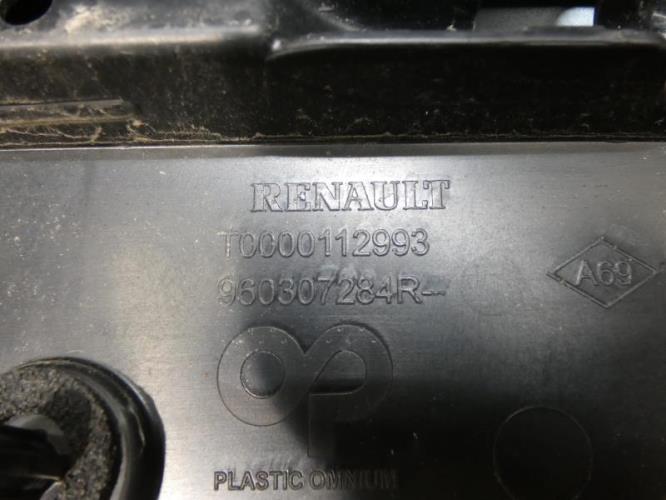 RENAULT
T0000112993
960307284R--
A69
PLASTIC OMNIUM